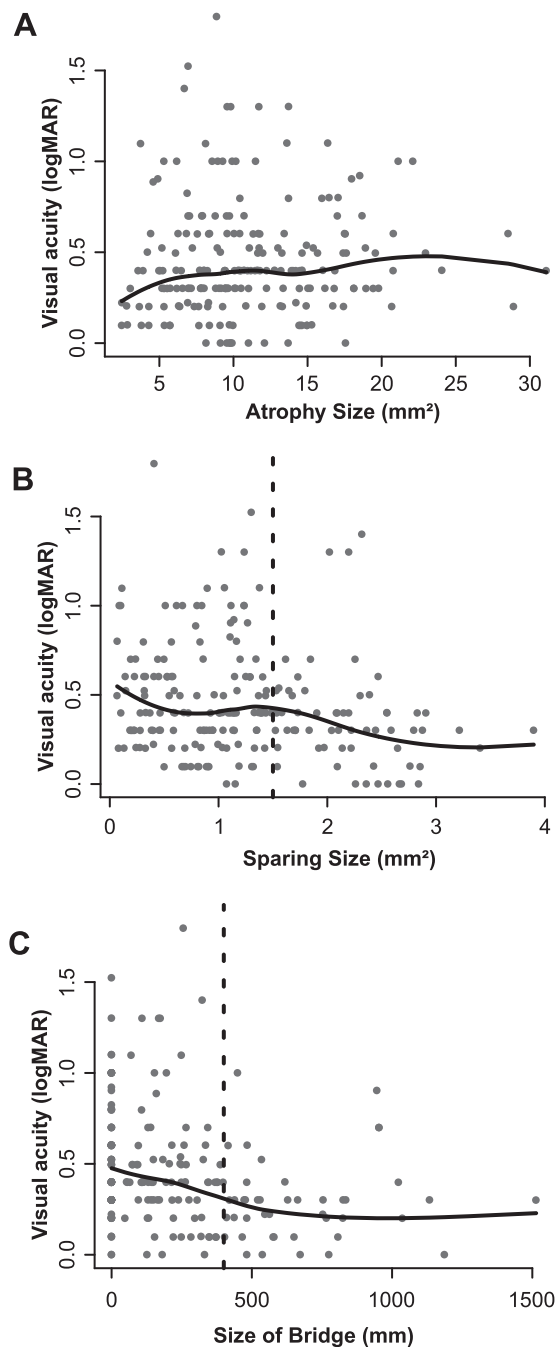 A
Visual acuity (logMAR)
1.5
1.0
0.5
0.0
5 10 15 20 25 30
Atrophy Size (mm²)
B
Visual acuity (logMAR)
1.5
1.0
0.5
0.0
0 1 2 3 4
Sparing Size (mm²)
C
Visual acuity (logMAR)
1.5
1.0
0.5
0.0
0 500 1000 1500
Size of Bridge (mm)